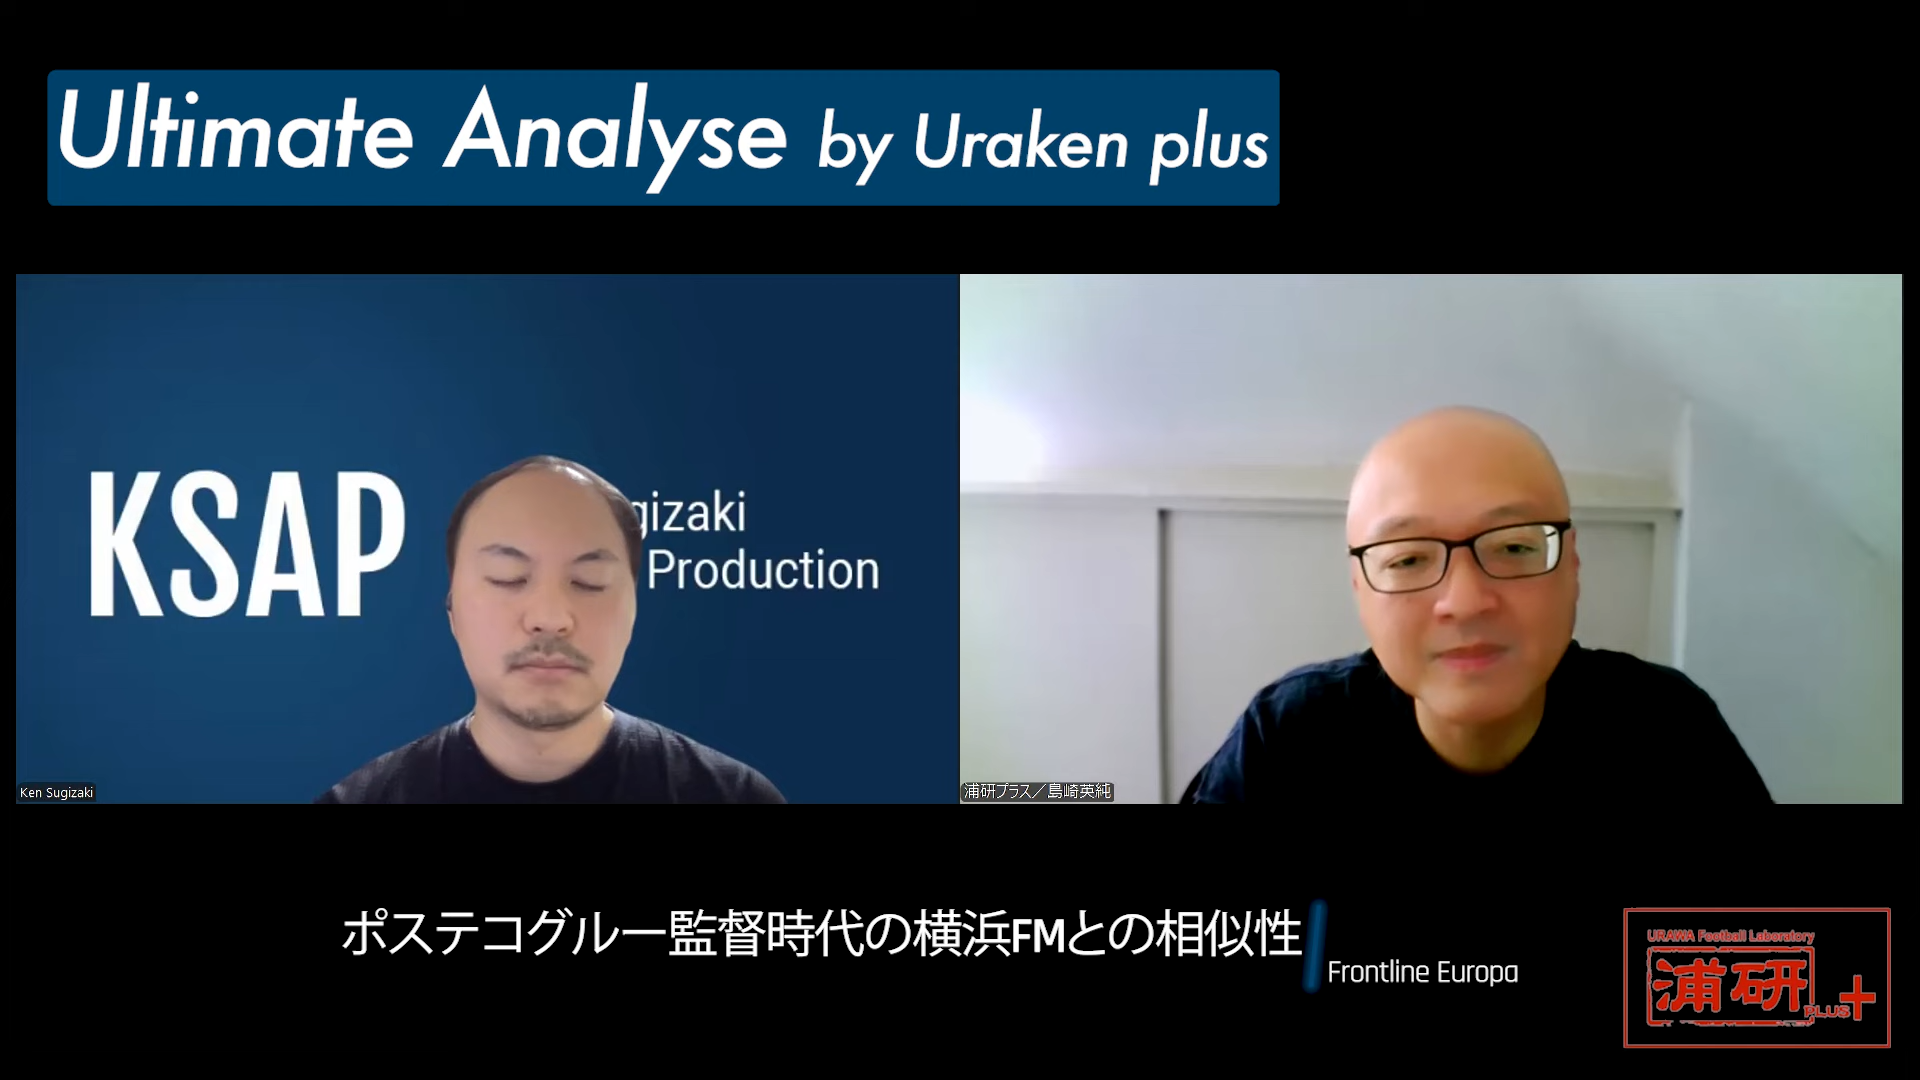 Ultimate Analyse by Uraken plus
KSAP
gizaki
Production
Ken Sugizaki
浦研プラス／島崎英純
ポステコグルー監督時代の横浜FMとの相似性
Frontline Europa
URAWA Football Laboratory
浦研
PLUS+